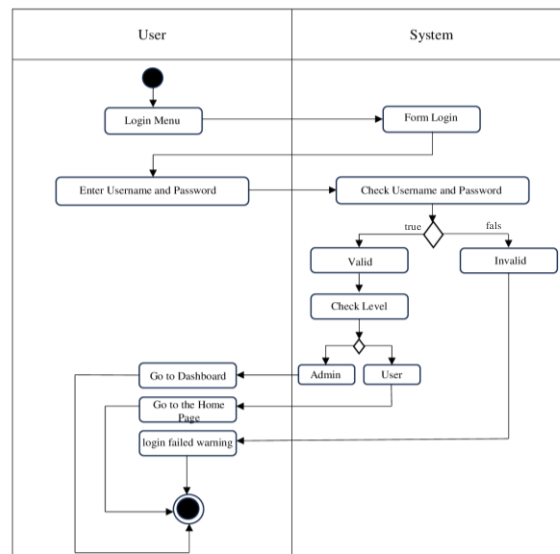 User
System
Login Menu
Form Login
Enter Username and Password
Check Username and Password
true
fals
Valid
Invalid
Check Level
Go to Dashboard
Admin
User
Go to the Home
Page
login failed warning